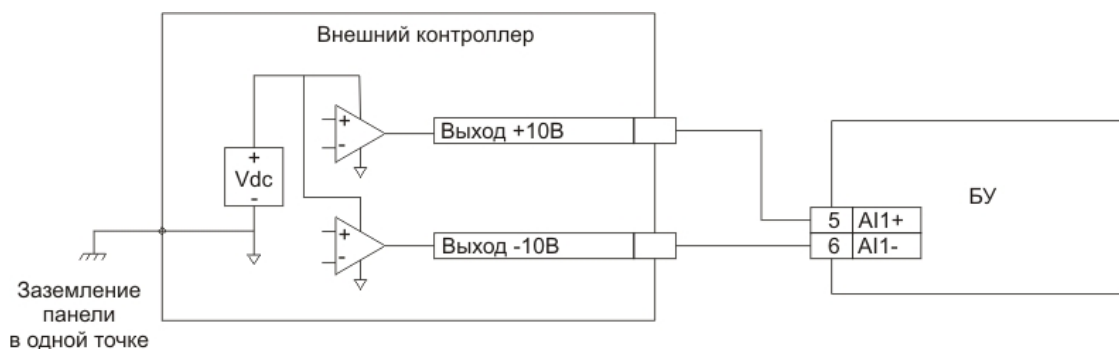 Внешний контроллер
+
-
Выход +10В
+
Vdc
-
БУ
5 AI1+
6 AI1-
+
-
Выход -10В
Заземление
панели
в одной точке